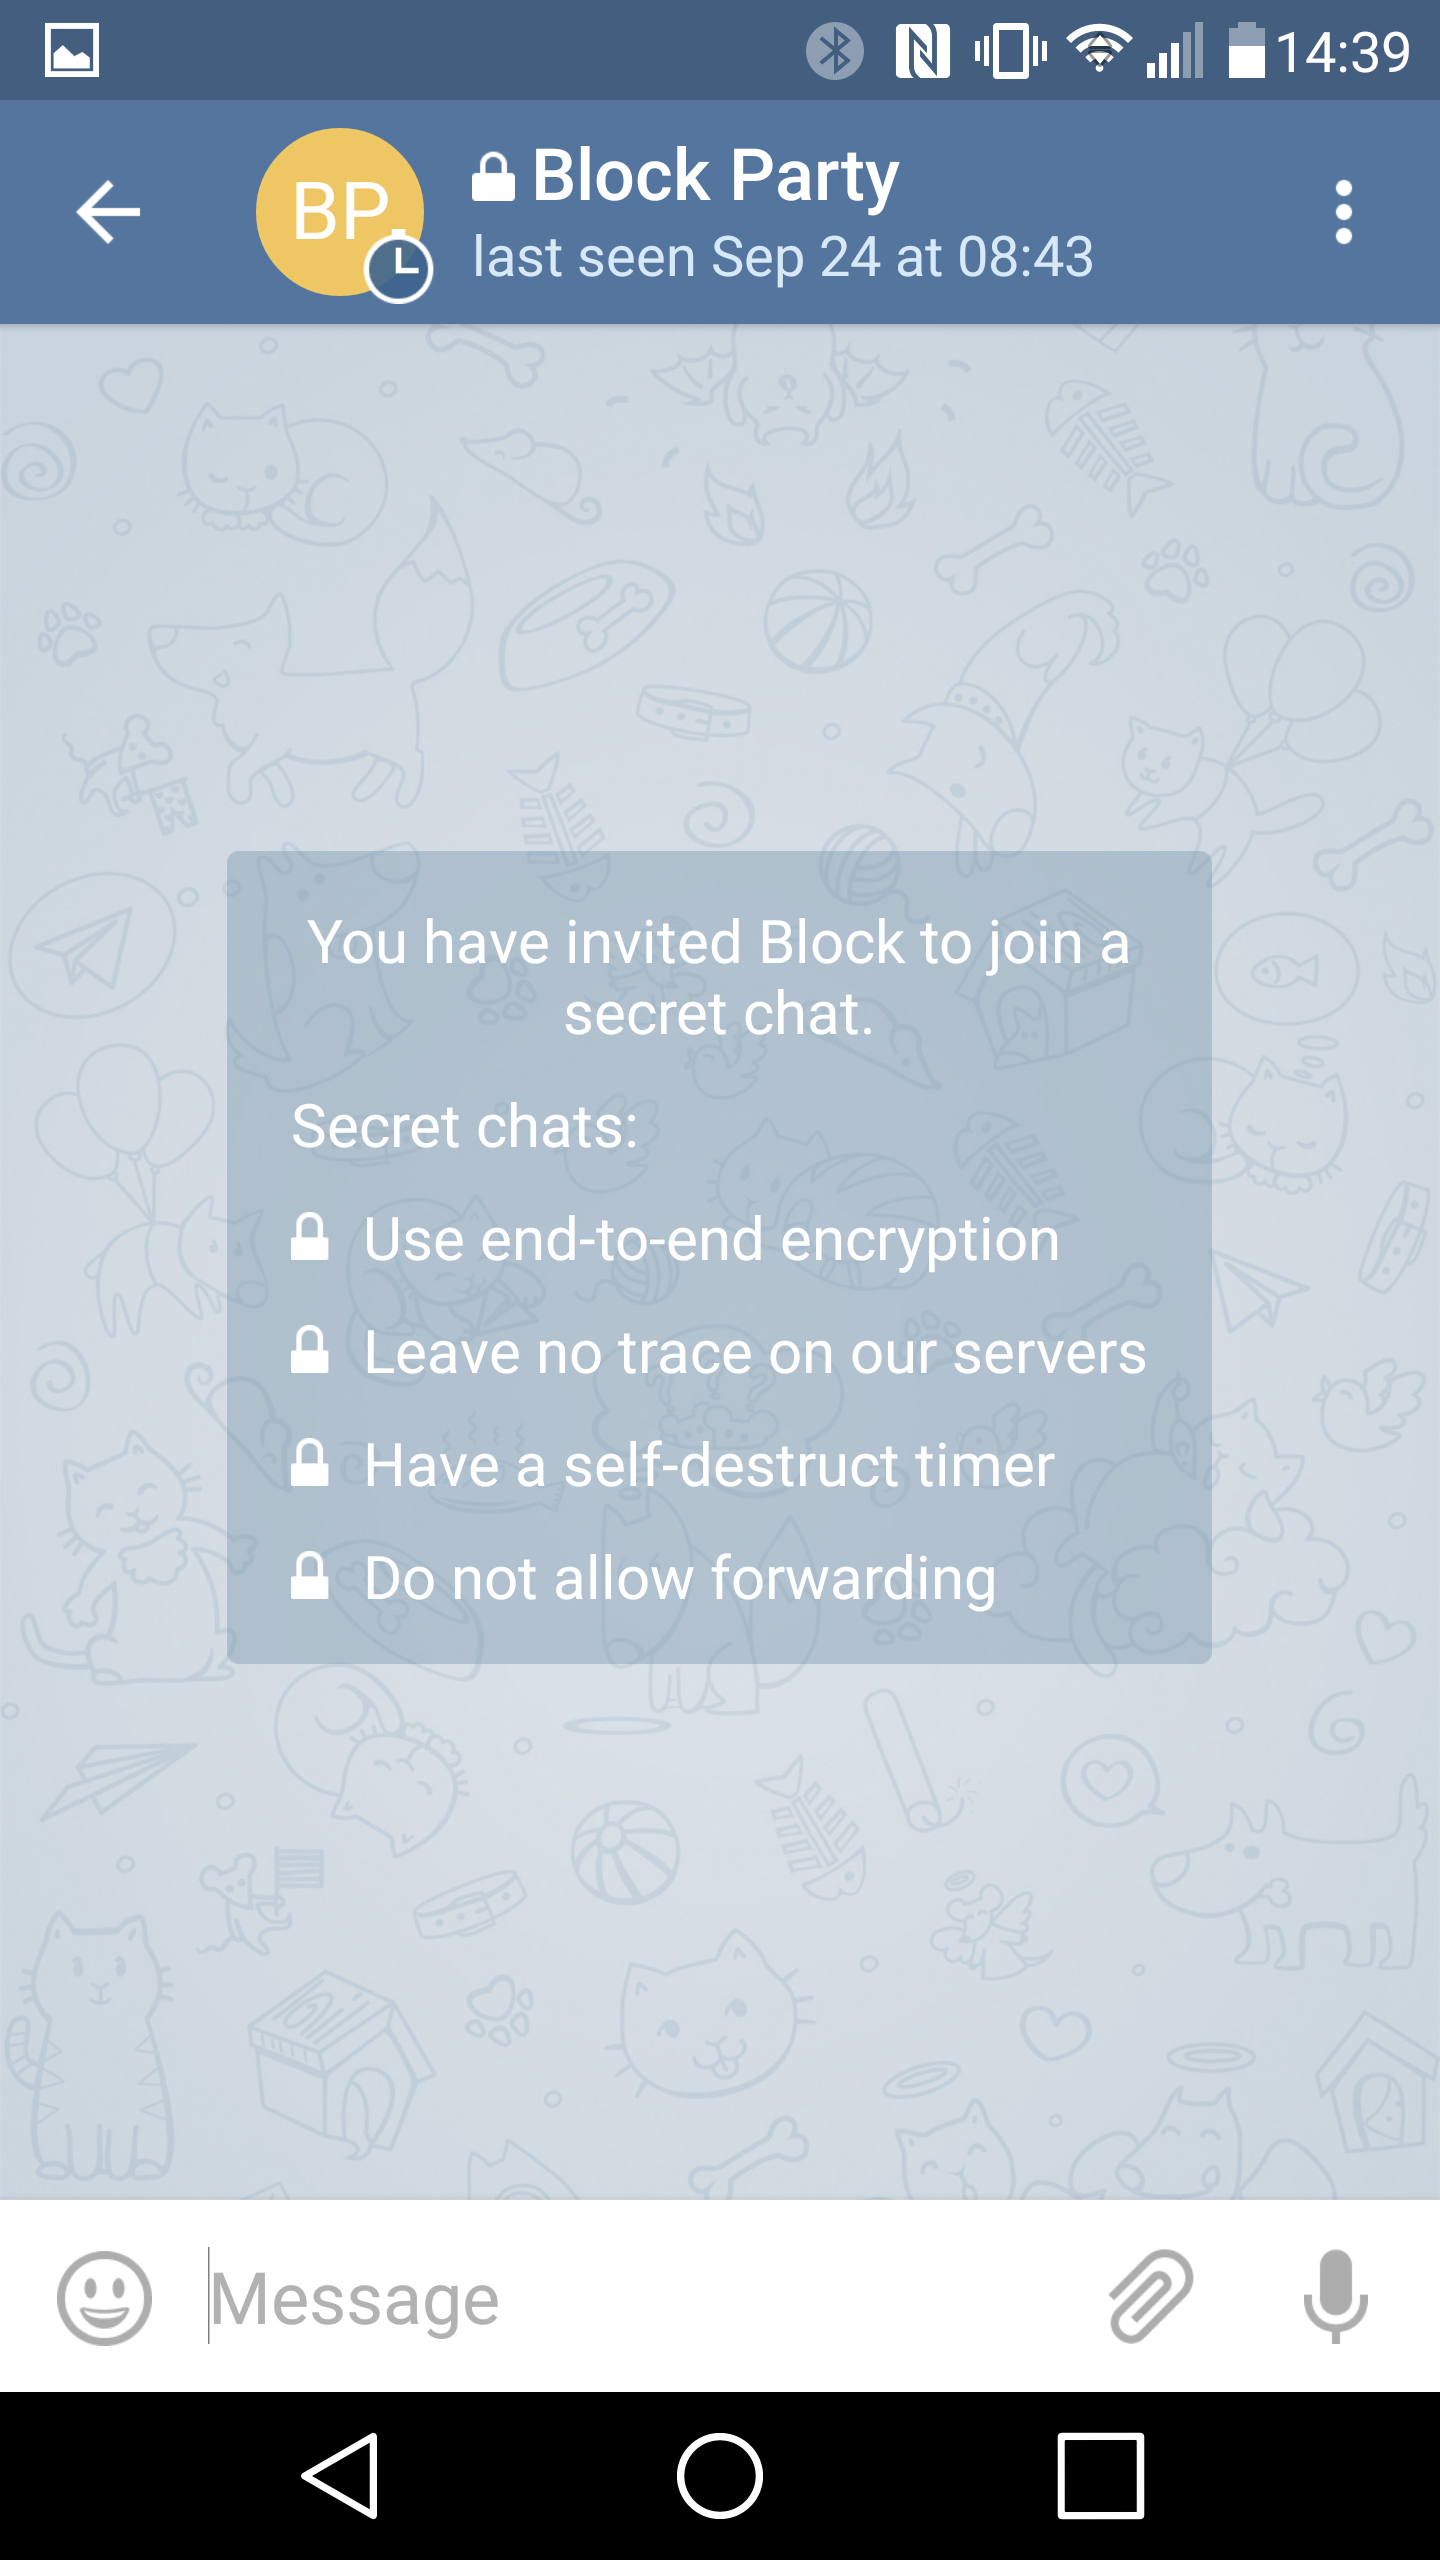 14:39
BP
Block Party
last seen Sep 24 at 08:43
You have invited Block to join a
secret chat.
Secret chats:
Use end-to-end encryption
Leave no trace on our servers
Have a self-destruct timer
Do not allow forwarding
Message